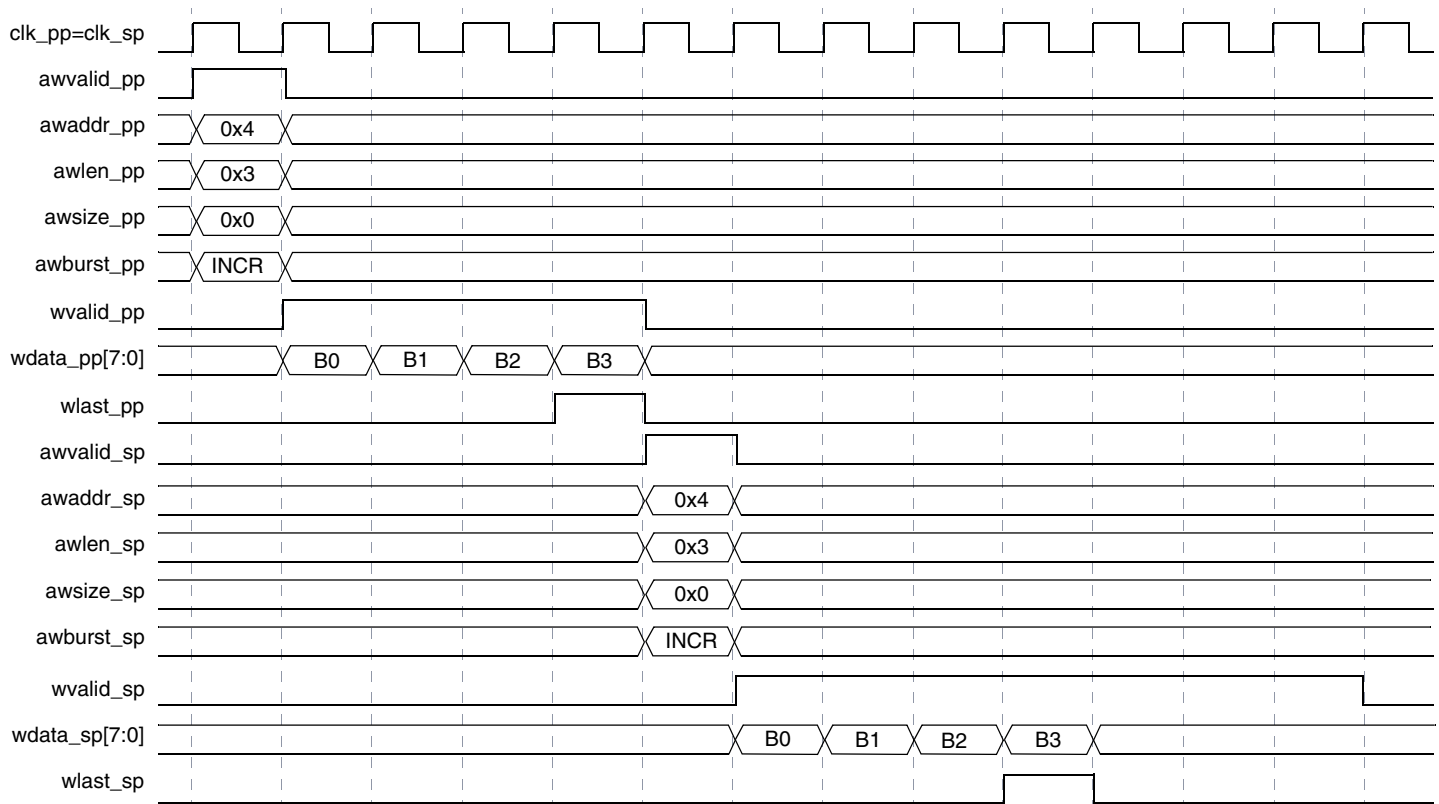 clk_pp=clk_sp
awvalid_pp
awaddr_pp 0x4
awlen_pp 0x3
awsize_pp 0x0
awburst_pp INCR
wvalid_pp
wdata_pp[7:0] B0 B1 B2 B3
wlast_pp
awvalid_sp
awaddr_sp 0x4
awlen_sp 0x3
awsize_sp 0x0
awburst_sp INCR
wvalid_sp
wdata_sp[7:0] B0 B1 B2 B3
wlast_sp